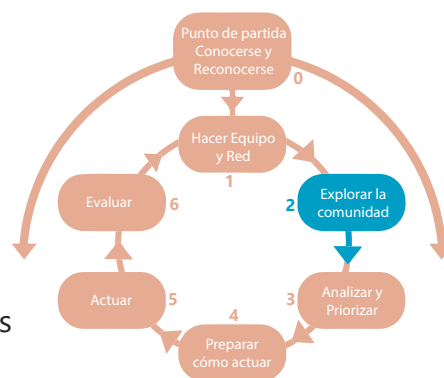 Punto de partida
Conocerse y
Reconocerse
0
Hacer Equipo
y Red
1
Explorar la
comunidad
2
Analizar y
Priorizar
3
Preparar
cómo actuar
4
Actuar
5
Evaluar
6
s